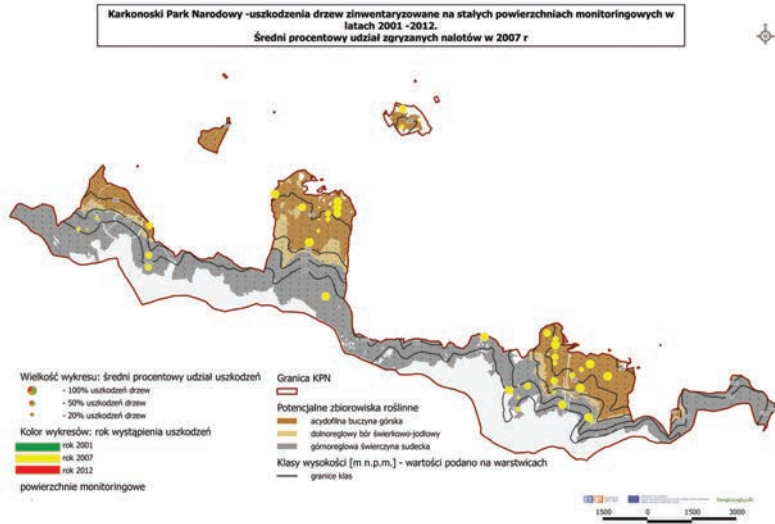 Karkonoski Park Narodowy -uszkodzenia drzew zinwentaryzowane na stałych powierzchniach monitoringowych w
latach 2001 -2012.
Średni procentowy udział zgryzanych nalotów w 2007 r
Wielkość wykresu: średni procentowy udział uszkodzeń
- 100% uszkodzeń drzew
- 50% uszkodzeń drzew
- 20% uszkodzeń drzew
Kolor wykresów: rok wystąpienia uszkodzeń
rok 2001
rok 2007
rok 2012
powierzchnie monitoringowe
Granica KPN
Potencjalne zbiorowiska roślinne
acydofilna buczyna górska
dolnoreglowy bór świerkowo-jodłowy
górnoreglowa świerczyna sudecka
Klasy wysokości [m n.p.m.] - wartości podano na warstwicach
granice klas
1500 0 1500 3000